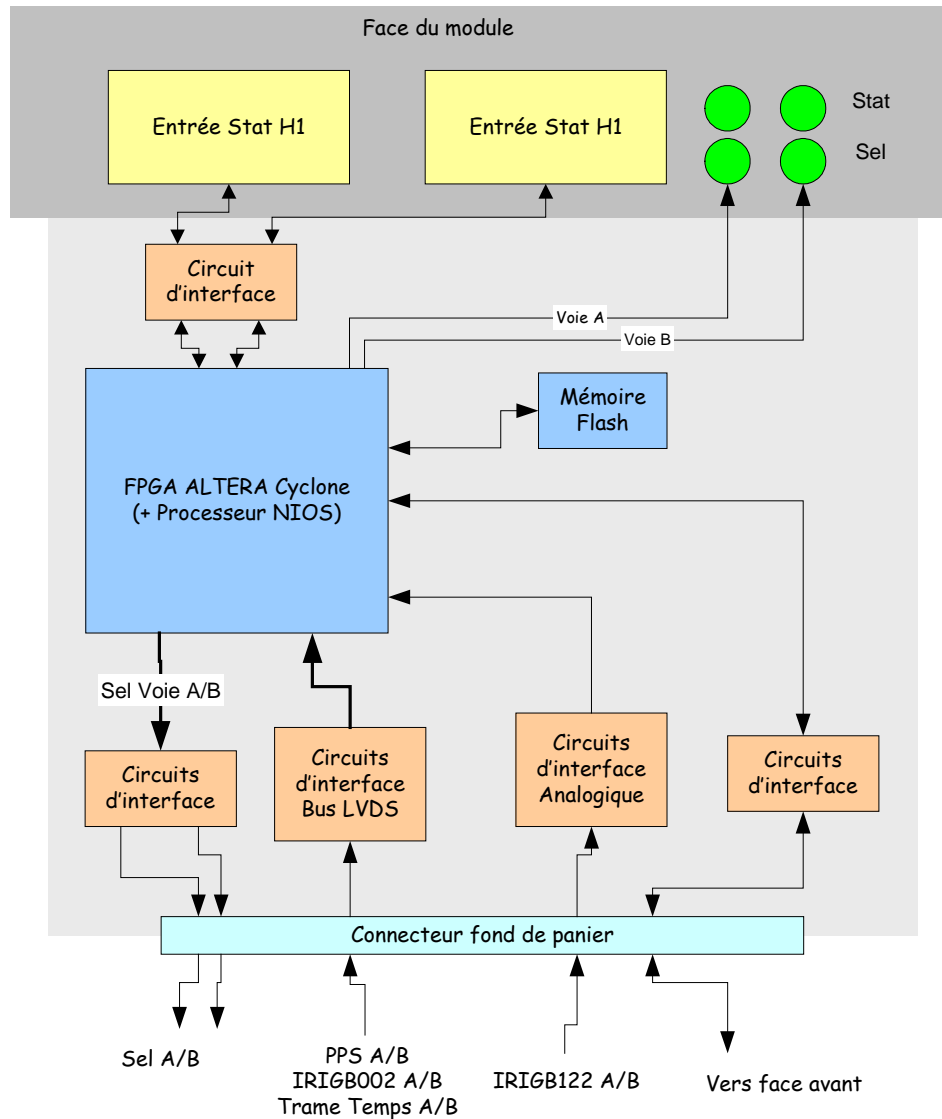 Face du module
Entrée Stat H1
Entrée Stat H1
Stat
Sel
Circuit
d'interface
Voie A
Voie B
Mémoire
Flash
FPGA ALTERA Cyclone
(+ Processeur NIOS)
Sel Voie A/B
Circuits
d'interface
Circuits
d'interface
Bus LVDS
Circuits
d'interface
Analogique
Circuits
d'interface
Connecteur fond de panier
Sel A/B
PPS A/B
IRIGB002 A/B
Trame Temps A/B
IRIGB122 A/B
Vers face avant